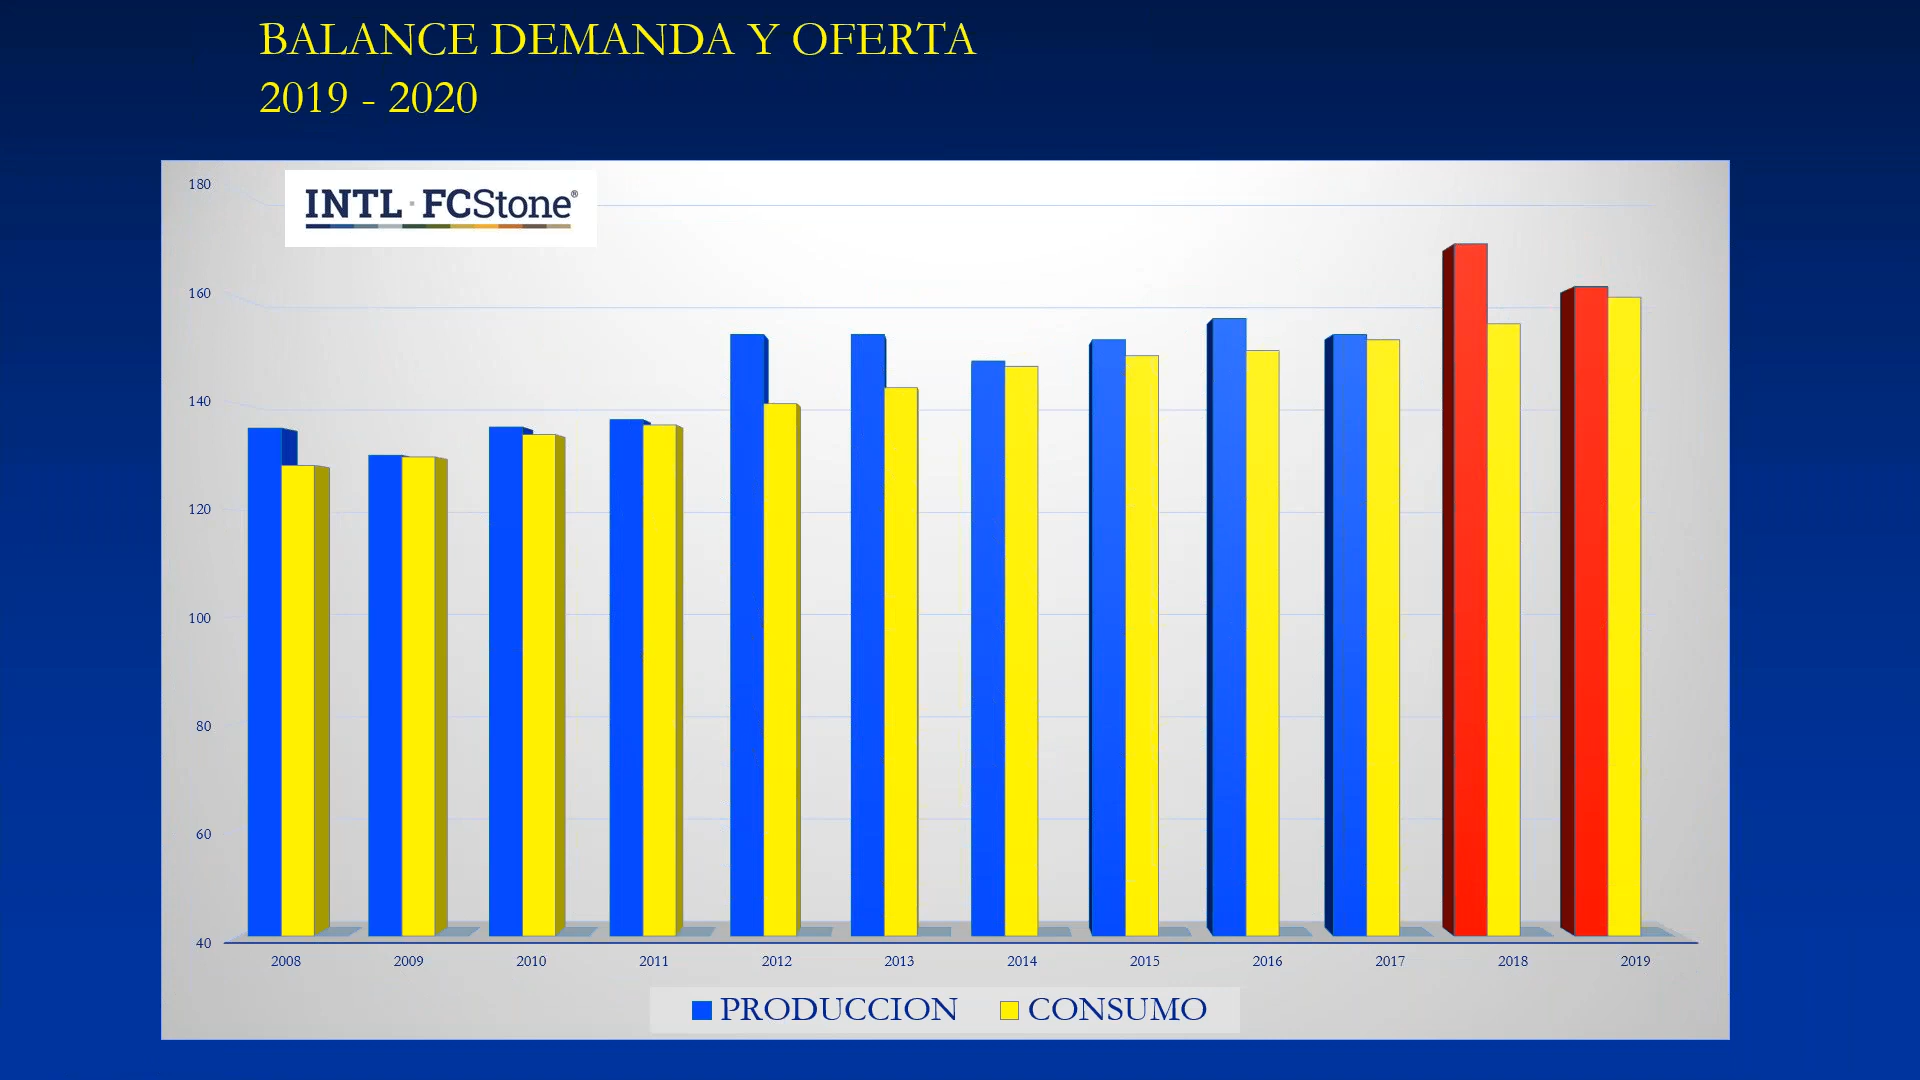 BALANCE DEMANDA Y OFERTA
2019 - 2020
INTL FCStone®
180
160
140
120
100
80
60
40
2008 2009 2010 2011 2012 2013 2014 2015 2016 2017 2018 2019
PRODUCCION CONSUMO